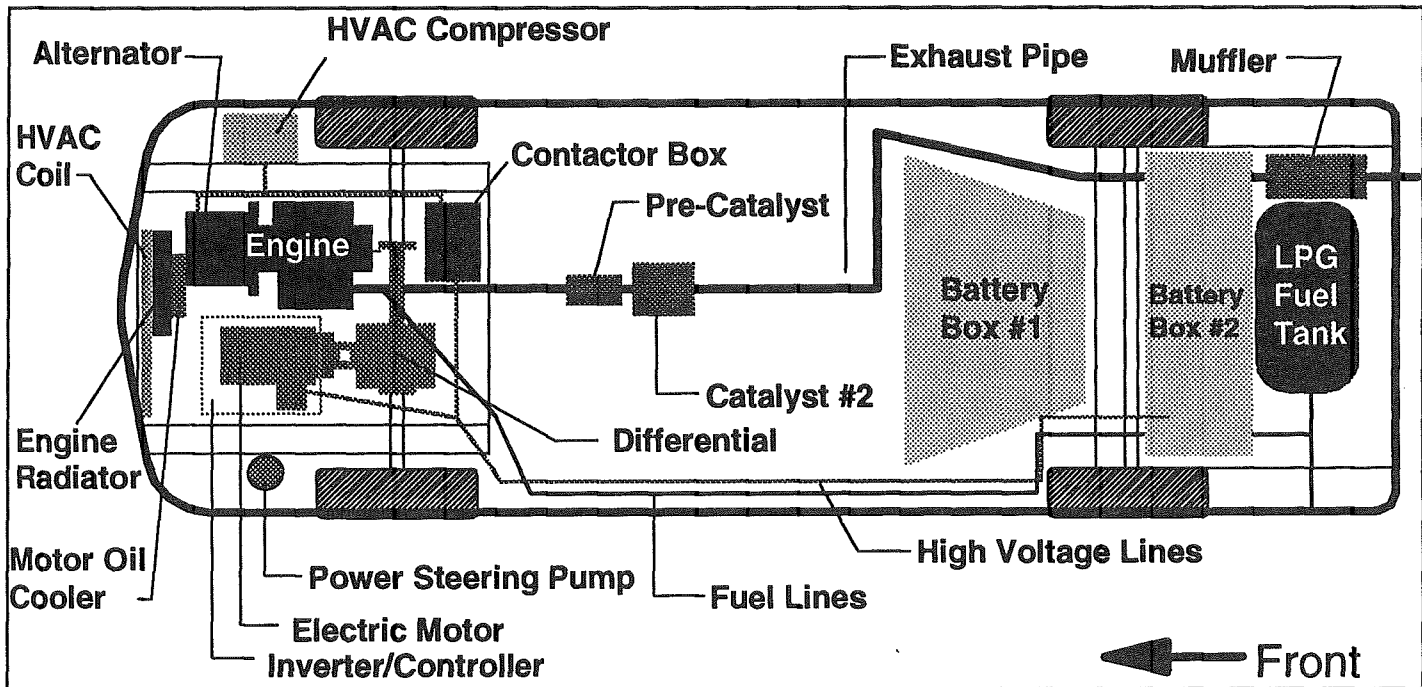 HVAC Compressor
Alternator
Exhaust Pipe
Muffler
HVAC
Coil
Contactor Box
Pre-Catalyst
Engine
LPG
Fuel
Tank
Battery
Box #1
Battery
Box #2
Catalyst #2
Differential
Engine
Radiator
High Voltage Lines
Motor Oil
Cooler
Power Steering Pump
Fuel Lines
Electric Motor
Inverter/Controller
Front